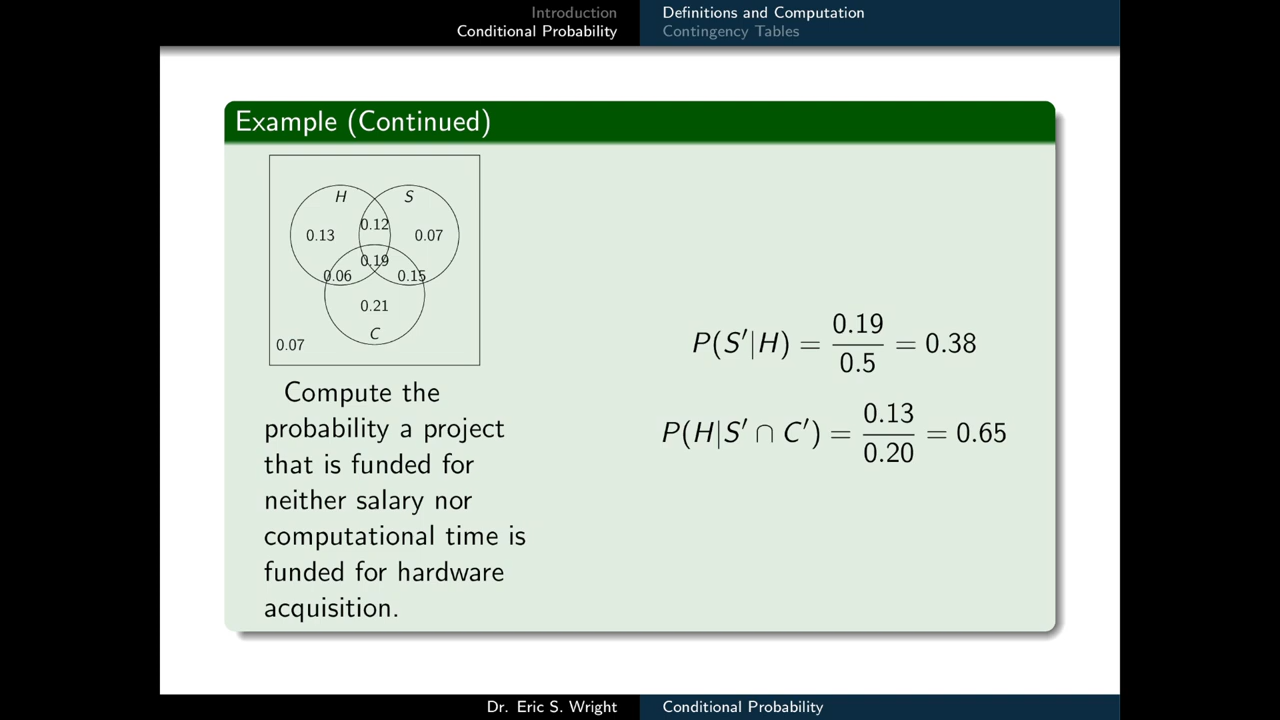 Introduction
Conditional Probability
Definitions and Computation
Contingency Tables
Example (Continued)
H S
0.12
0.13 0.07
0.19
0.06 0.15
0.21
C
0.07
Compute the
probability a project
that is funded for
neither salary nor
computational time is
funded for hardware
acquisition.
P(S′|H) = 0.19/0.5 = 0.38
P(H|S′ ∩ C′) = 0.13/0.20 = 0.65
Dr. Eric S. Wright
Conditional Probability